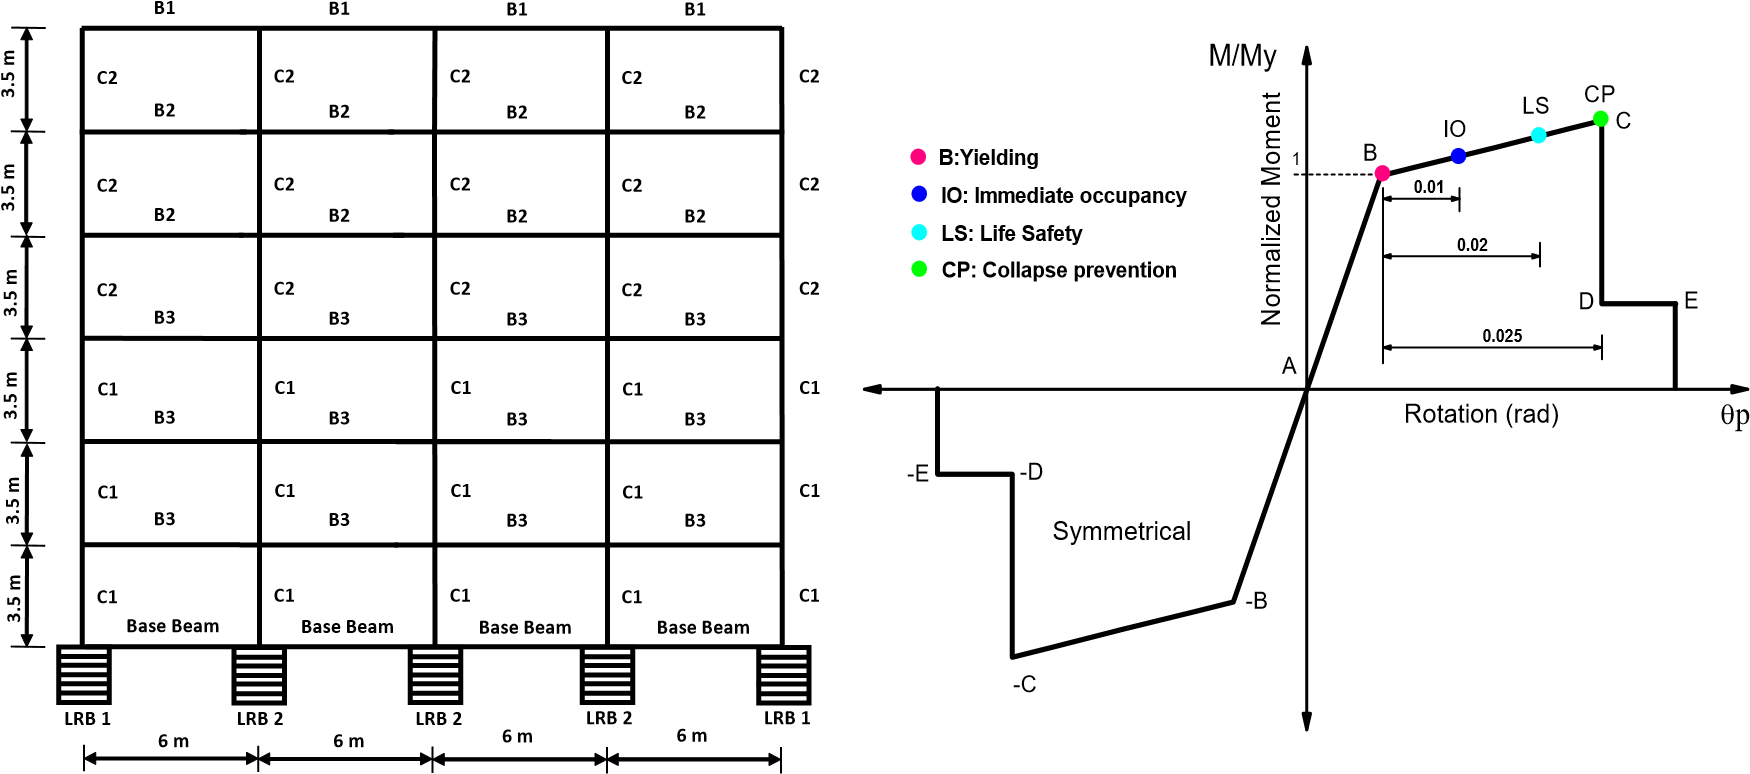 B1 B1 B1 B1
3.5 m
C2 C2 C2 C2 C2
B2 B2 B2 B2
3.5 m
C2 C2 C2 C2 C2
B2 B2 B2 B2
3.5 m
C2 C2 C2 C2 C2
B3 B3 B3 B3
3.5 m
C1 C1 C1 C1 C1
B3 B3 B3 B3
3.5 m
C1 C1 C1 C1 C1
B3 B3 B3 B3
3.5 m
C1 C1 C1 C1 C1
Base Beam Base Beam Base Beam Base Beam
LRB 1 LRB 2 LRB 2 LRB 2 LRB 1
6 m 6 m 6 m 6 m
B:Yielding
IO: Immediate occupancy
LS: Life Safety
CP: Collapse prevention
M/My
Normalized Moment
1
B
IO
LS
CP
C
0.01
0.02
0.025
D
E
A
Rotation (rad)
θp
-E
-D
Symmetrical
-B
-C